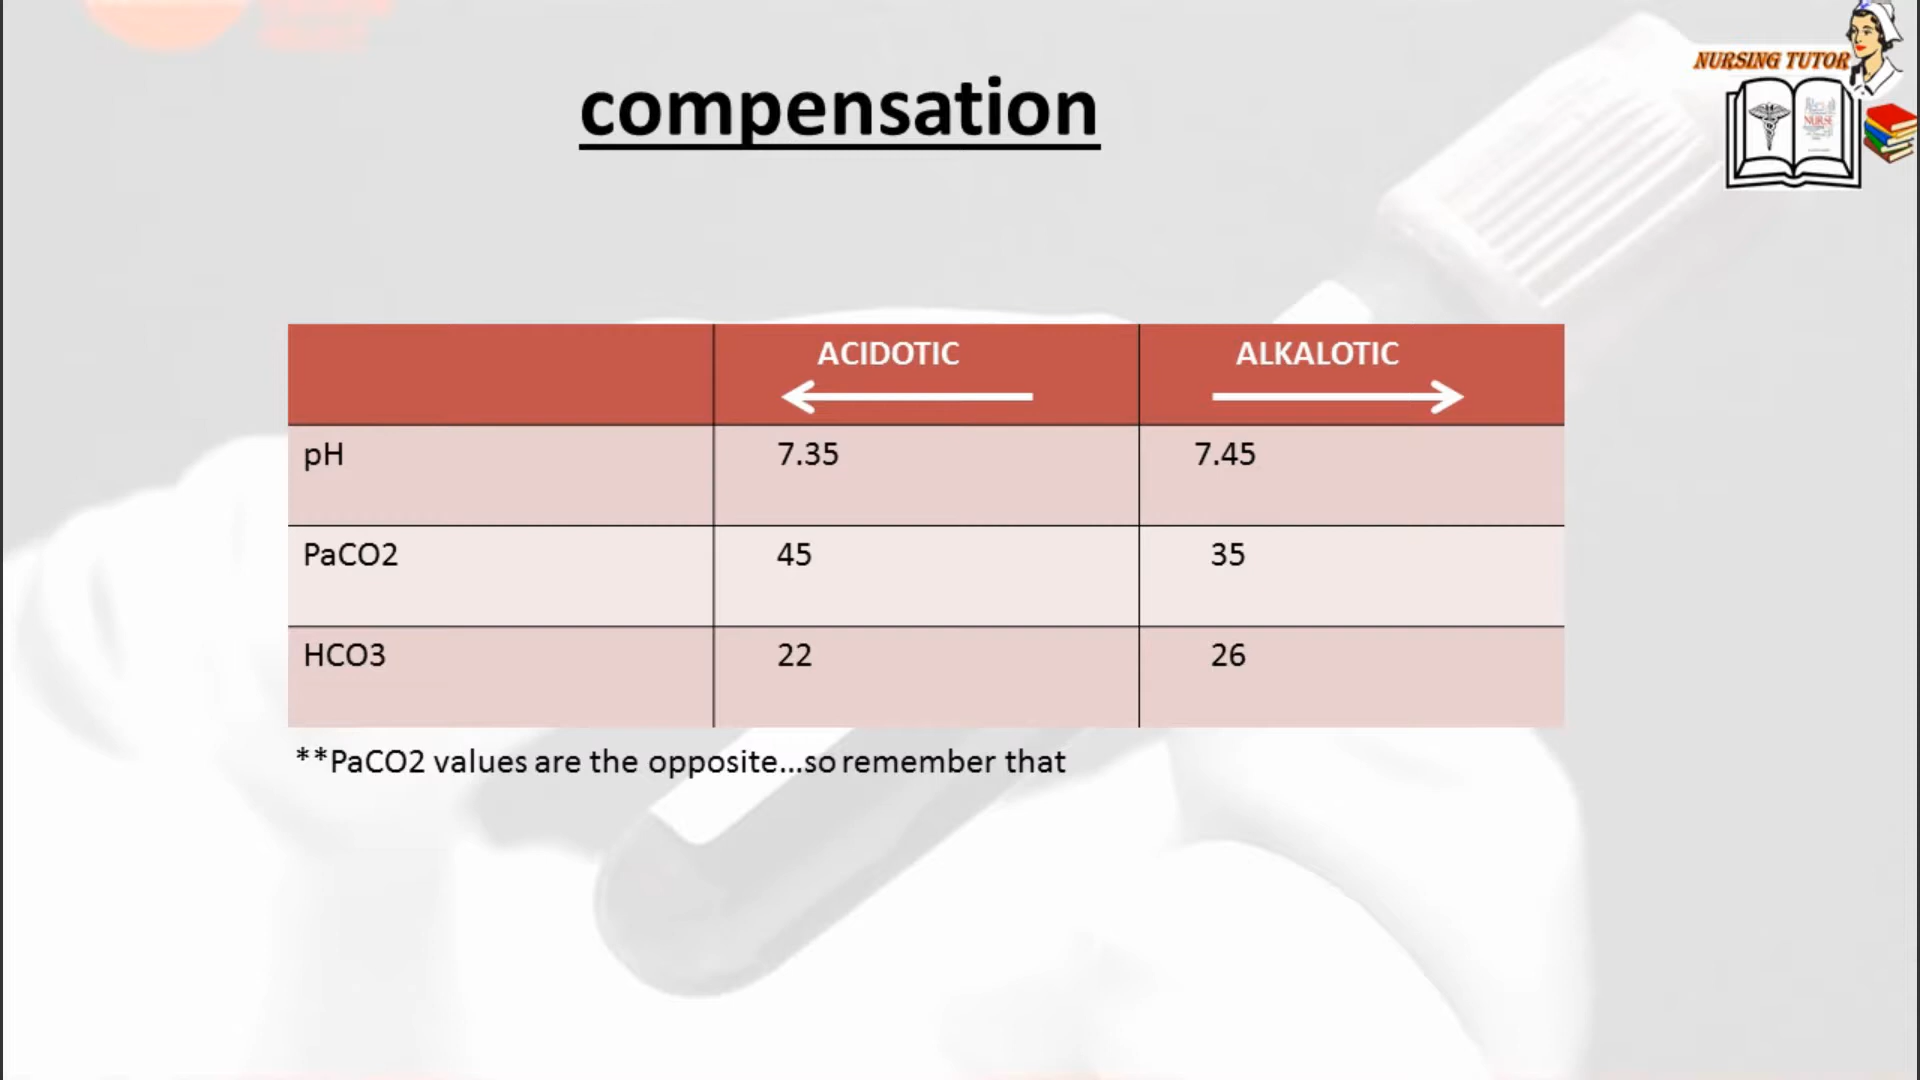 NURSING TUTOR
NURSE
compensation
ACIDOTIC ALKALOTIC
pH 7.35 7.45
PaCO2 45 35
HCO3 22 26
**PaCO2 values are the opposite...so remember that